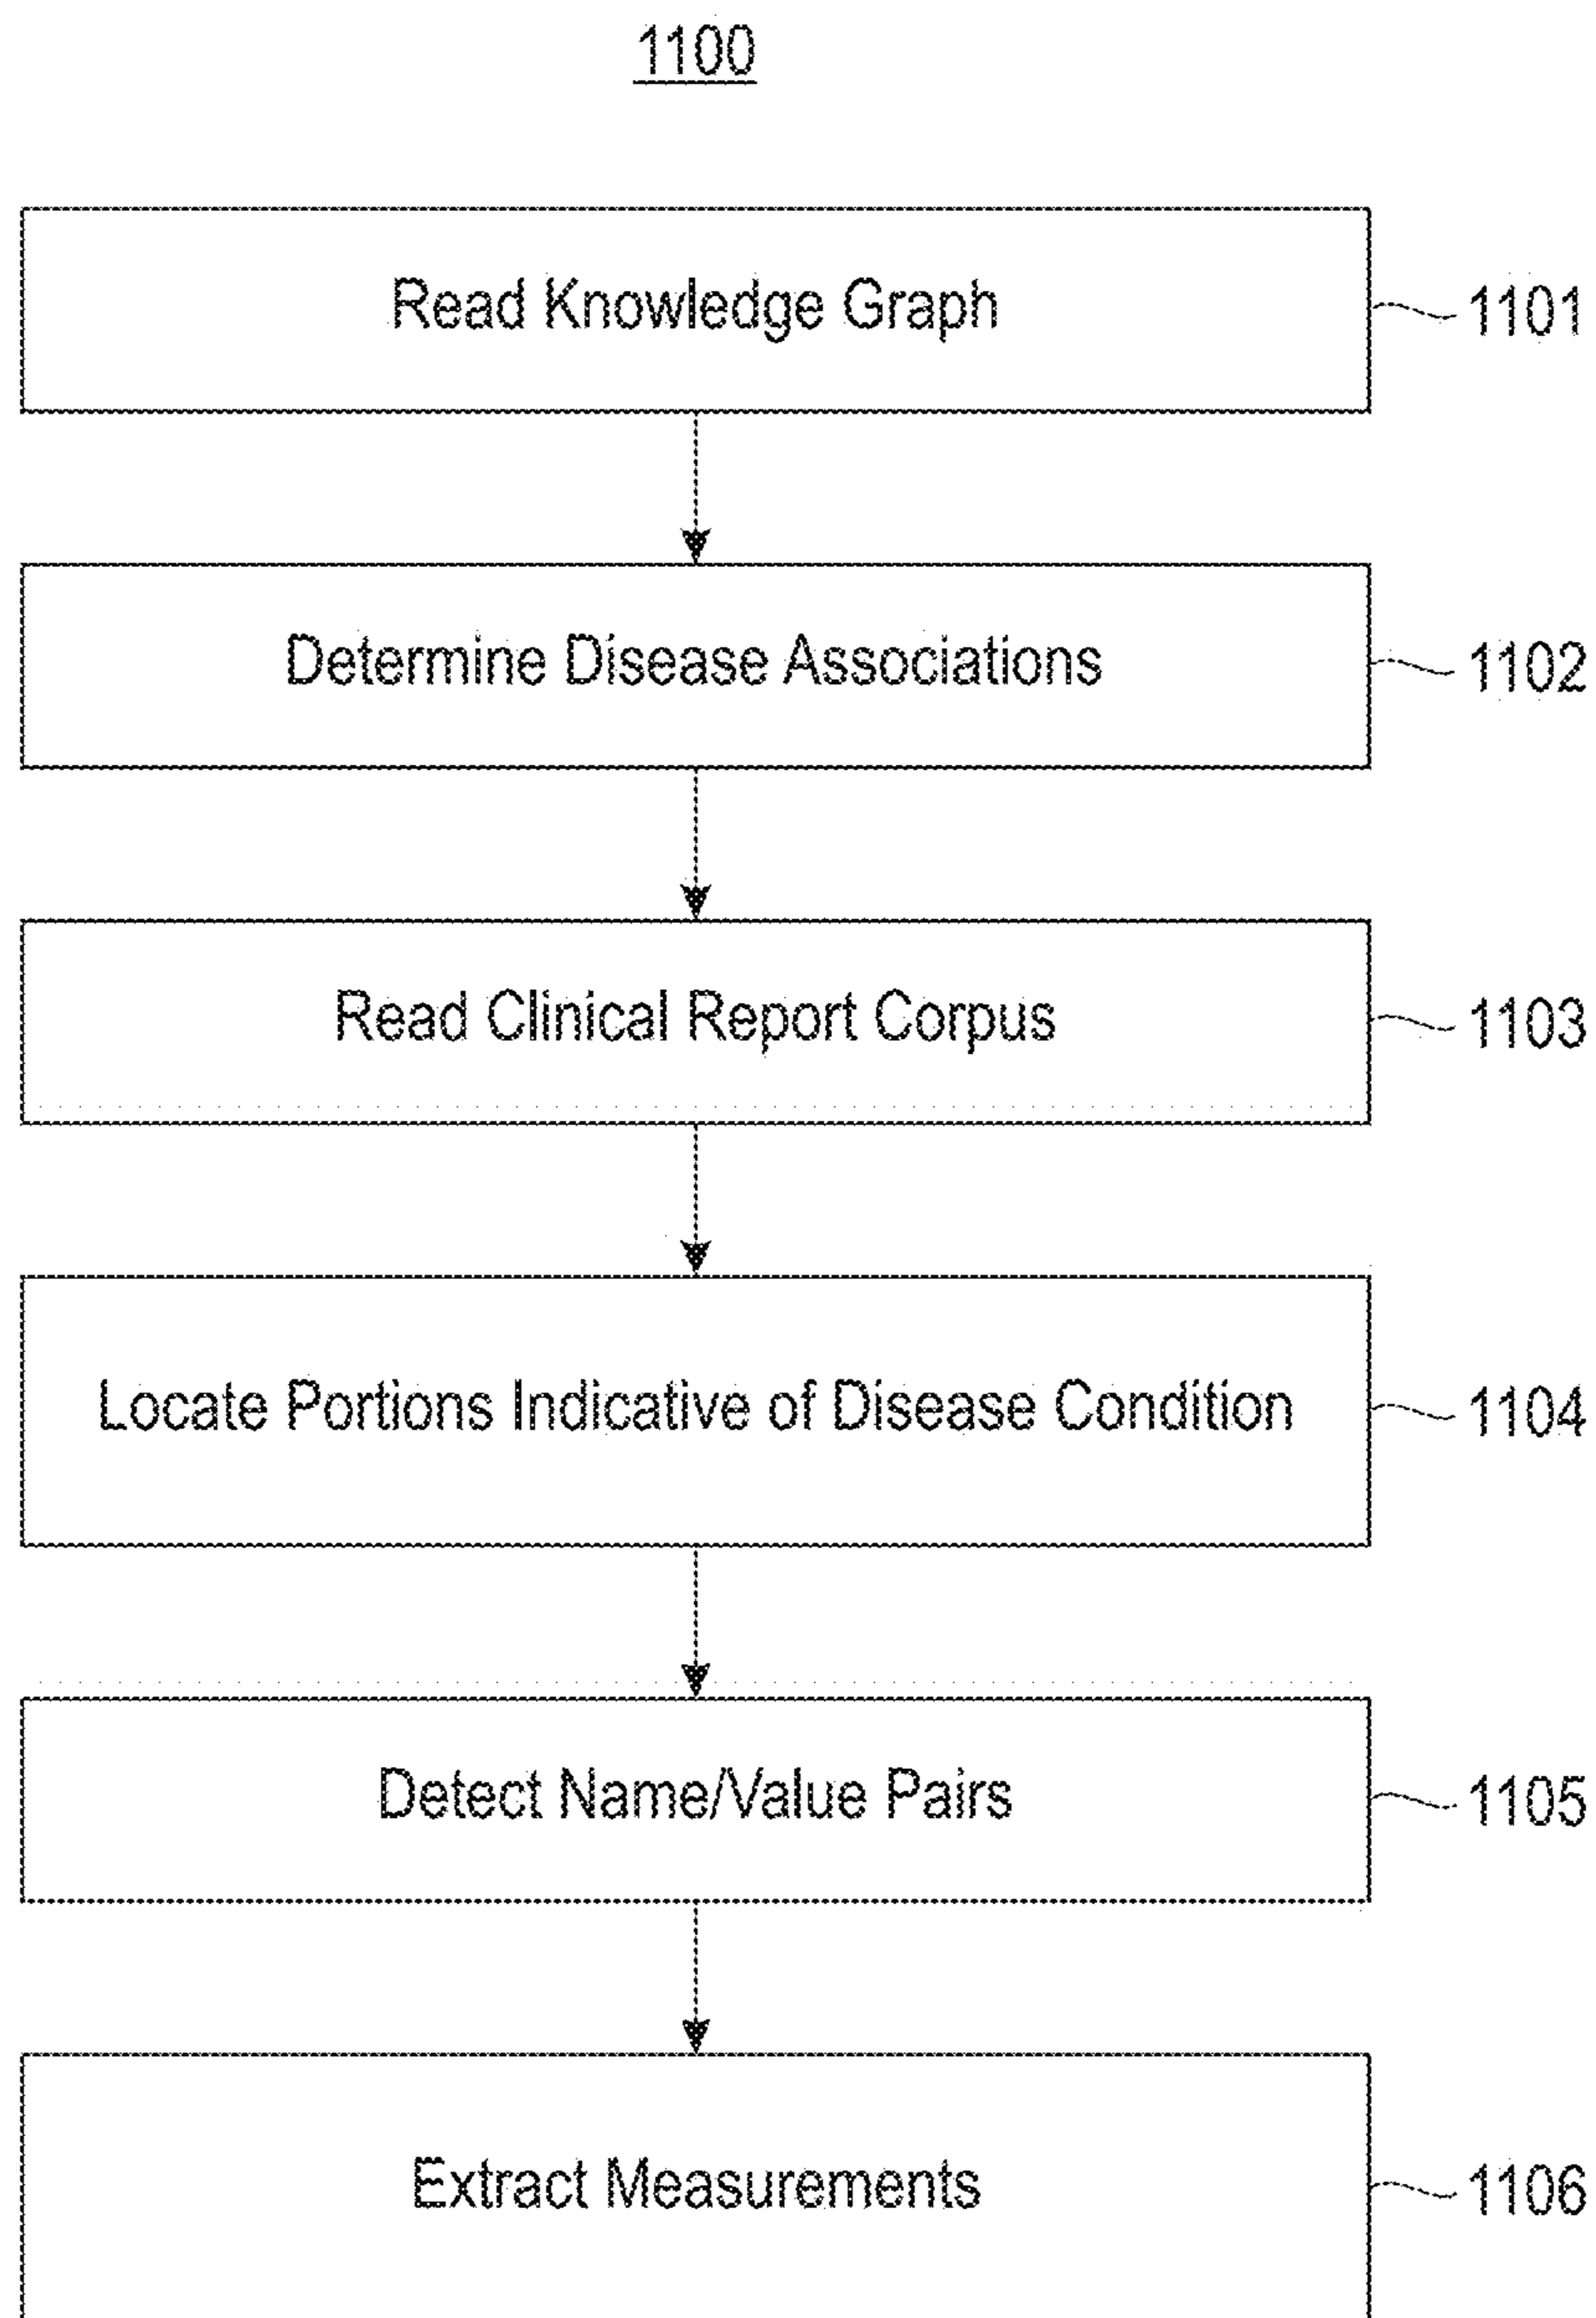 1100
Read Knowledge Graph
1101
Determine Disease Associations
1102
Read Clinical Report Corpus
1103
Locate Portions Indicative of Disease Condition
1104
Detect Name/Value Pairs
1105
Extract Measurements
1106